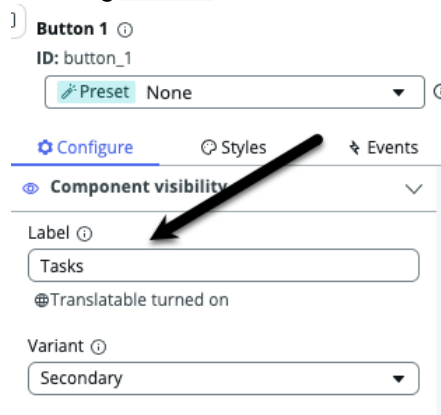 Button 1
ID: button_1
Preset None
Configure Styles Events
Component visibility
Label
Tasks
Translatable turned on
Variant
Secondary